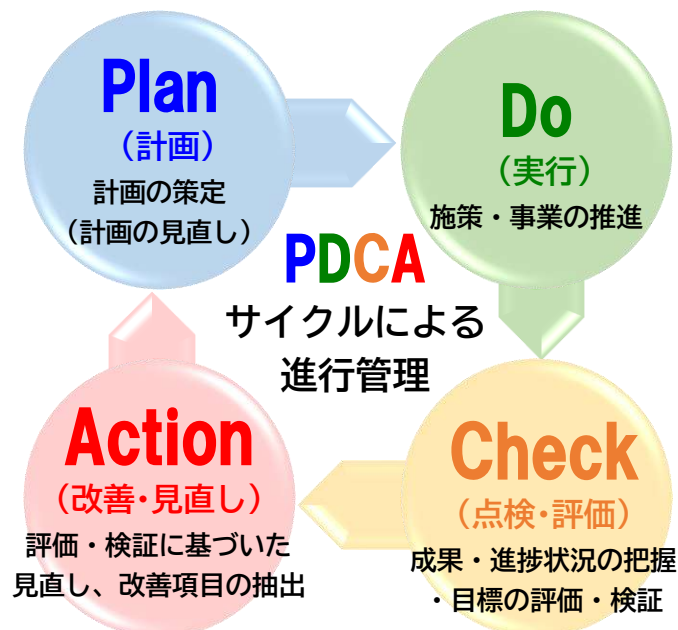 Plan
（計画）
計画の策定
（計画の見直し）
Do
（実行）
施策・事業の推進
PDCA
サイクルによる
進行管理
Check
（点検・評価）
成果・進捗状況の把握
・目標の評価・検証
Action
（改善・見直し）
評価・検証に基づいた
見直し、改善項目の抽出